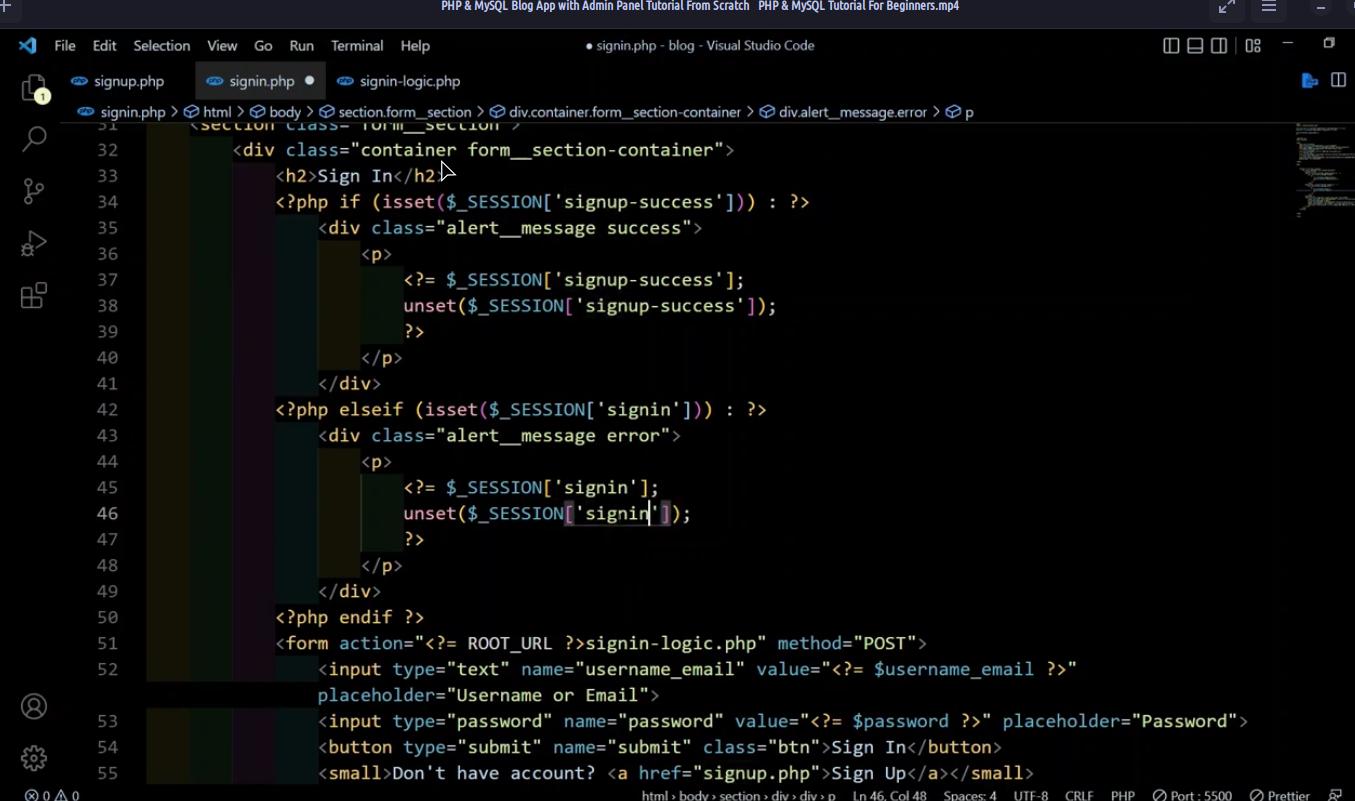 PHP & MySQL Blog App with Admin Panel Tutorial From Scratch PHP & MySQL Tutorial For Beginners.mp4
File Edit Selection View Go Run Terminal Help
● signin.php - blog - Visual Studio Code
signup.php signin.php ● signin-logic.php
signin.php > html > body > section.form__section > div.container.form__section-container > div.alert__message.error > p
31 <section class="form__section">
32 <div class="container form__section-container">
33 <h2>Sign In</h2>
34 <?php if (isset($_SESSION['signup-success'])) : ?>
35 <div class="alert__message success">
36 <p>
37 <?= $_SESSION['signup-success'];
38 unset($_SESSION['signup-success']);
39 ?>
40 </p>
41 </div>
42 <?php elseif (isset($_SESSION['signin'])) : ?>
43 <div class="alert__message error">
44 <p>
45 <?= $_SESSION['signin'];
46 unset($_SESSION['signin']);
47 ?>
48 </p>
49 </div>
50 <?php endif ?>
51 <form action="<?= ROOT_URL ?>signin-logic.php" method="POST">
52 <input type="text" name="username_email" value="<?= $username_email ?>"
placeholder="Username or Email">
53 <input type="password" name="password" value="<?= $password ?>" placeholder="Password">
54 <button type="submit" name="submit" class="btn">Sign In</button>
55 <small>Don't have account? <a href="signup.php">Sign Up</a></small>
1
0 0 html > body > section > div > div > p Ln 46, Col 48 Spaces: 4 UTF-8 CRLF PHP Port : 5500 Prettier